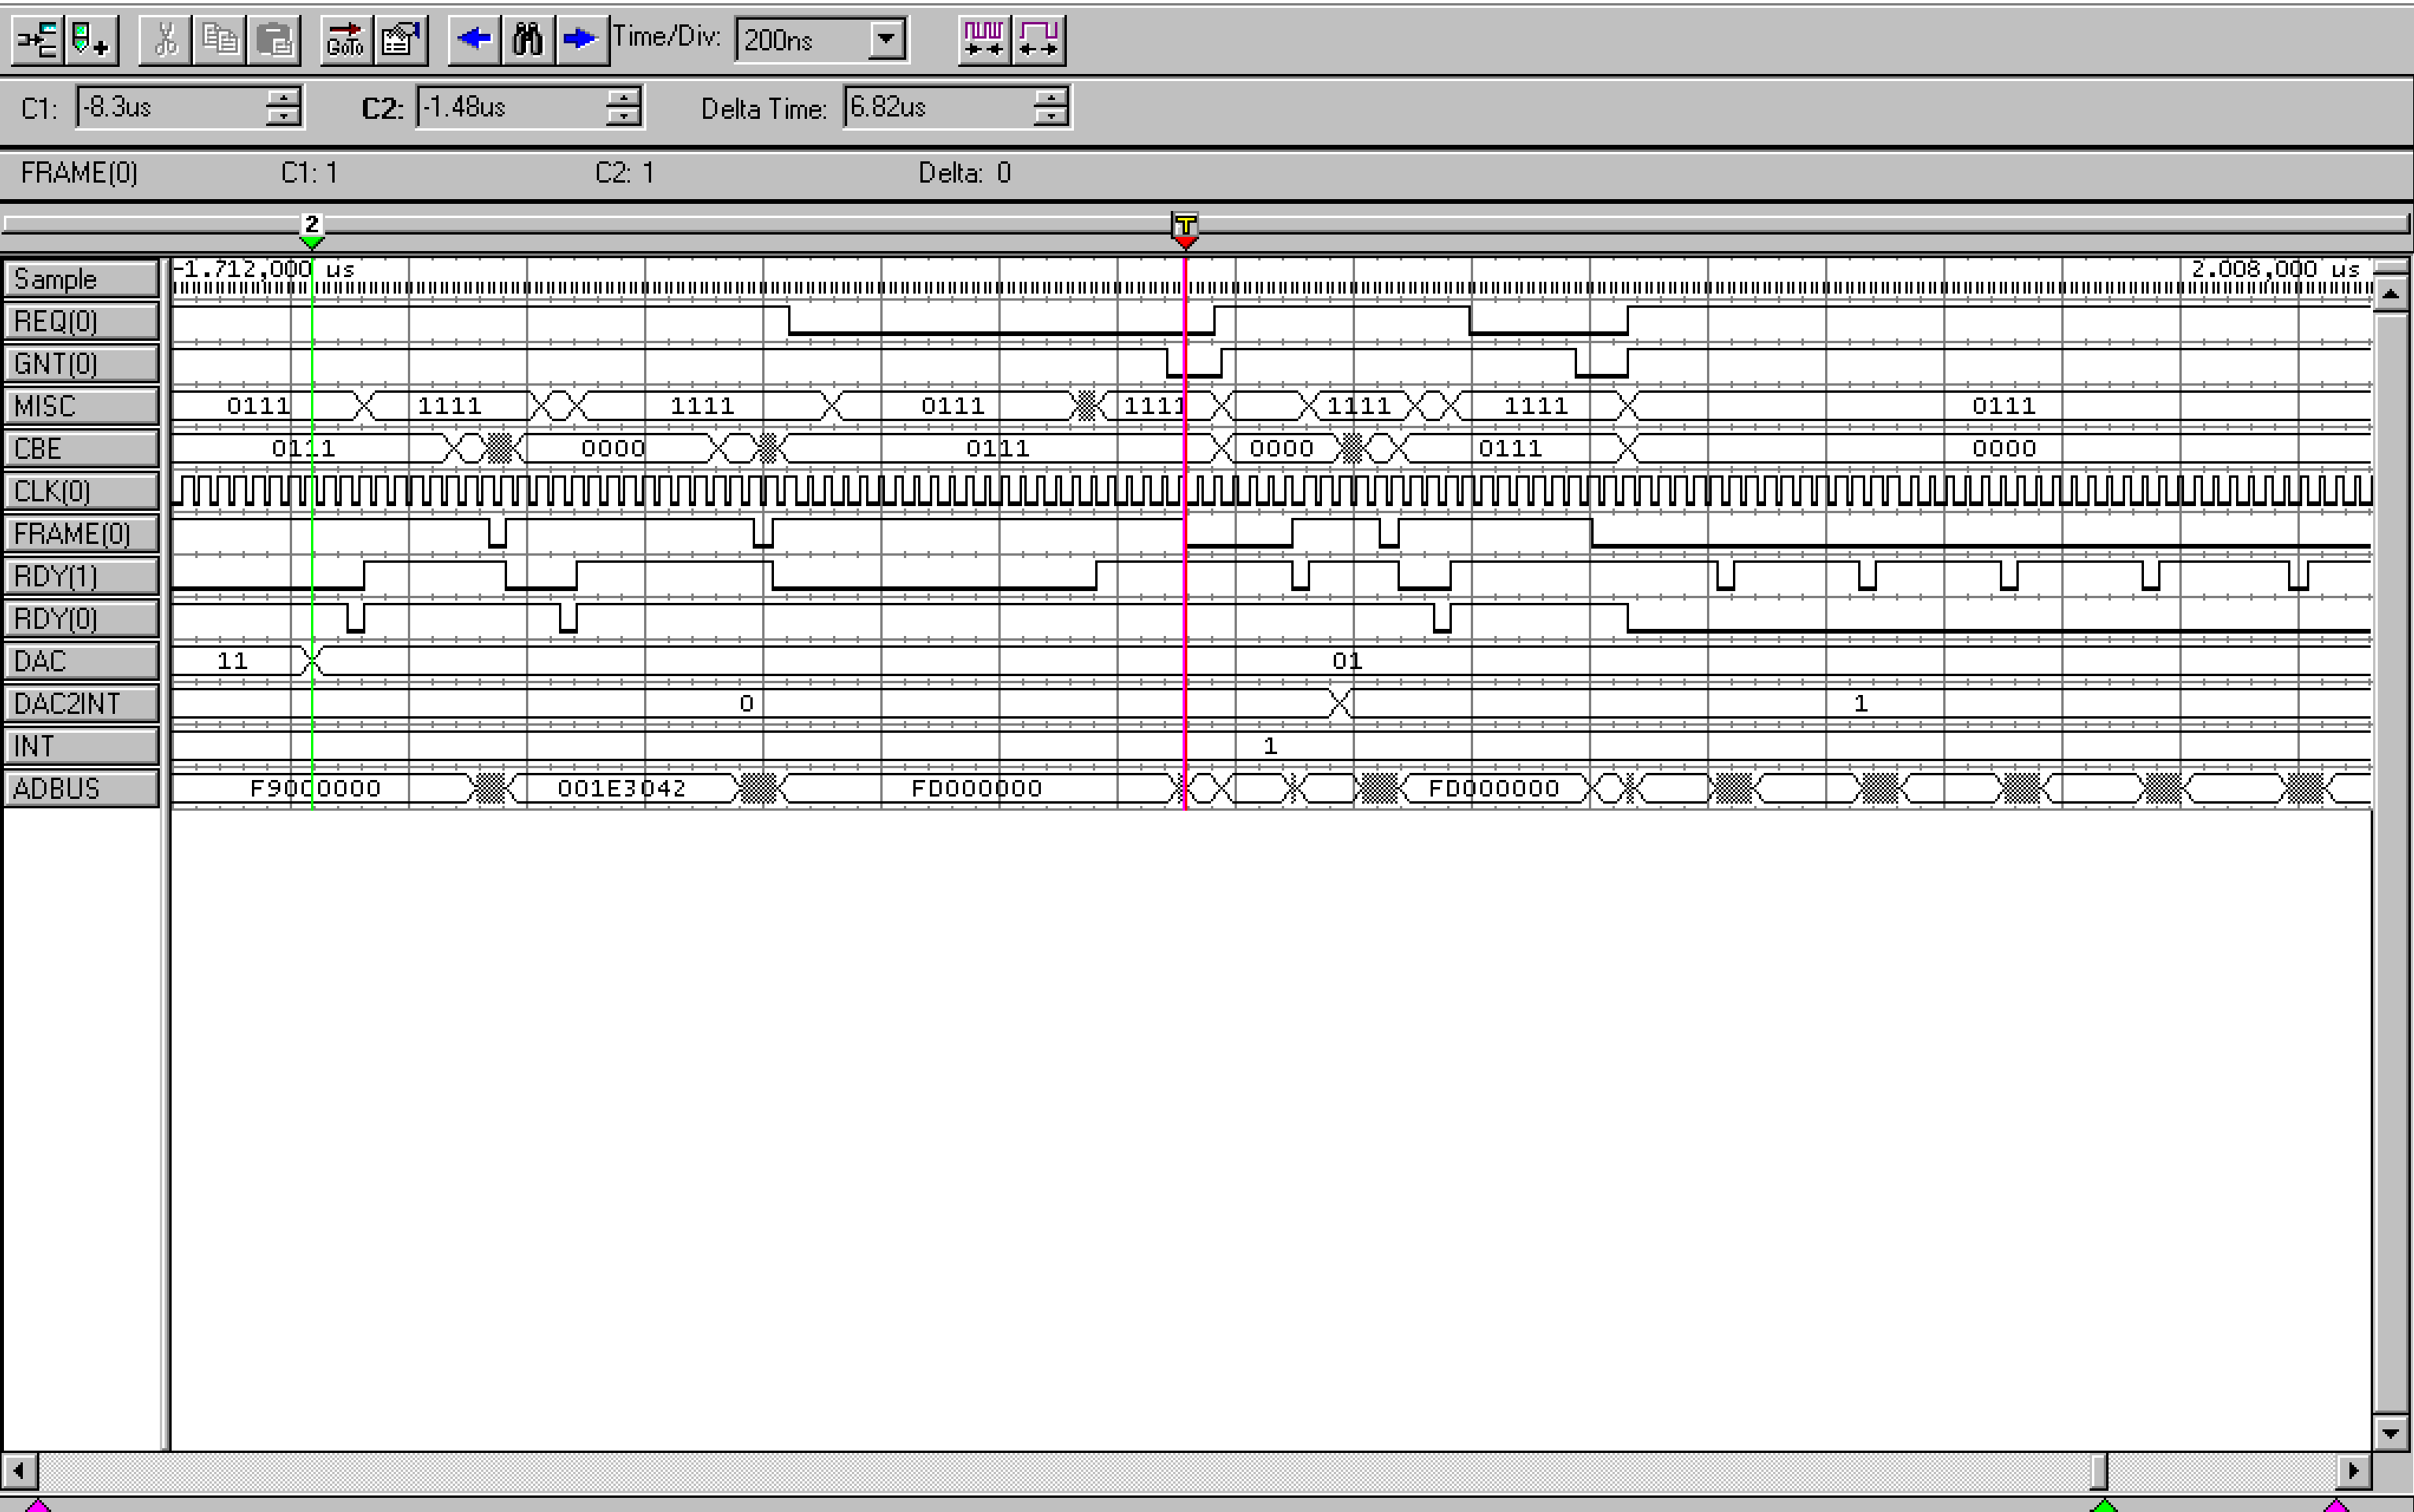 GoTo Time/Div: 200ns
C1: -8.3us C2: -1.48us Delta Time: 6.82us
FRAME(0) C1: 1 C2: 1 Delta: 0
2 T
Sample -1.712,000 us 2.008,000 us
REQ(0)
GNT(0)
MISC 0111 1111 1111 0111 1111 1111 1111 0111
CBE 0111 0000 0111 0000 0111 0000
CLK(0)
FRAME(0)
RDY(1)
RDY(0)
DAC 11 01
DAC2INT 0 1
INT 1
ADBUS F9000000 001E3042 FD000000 FD000000